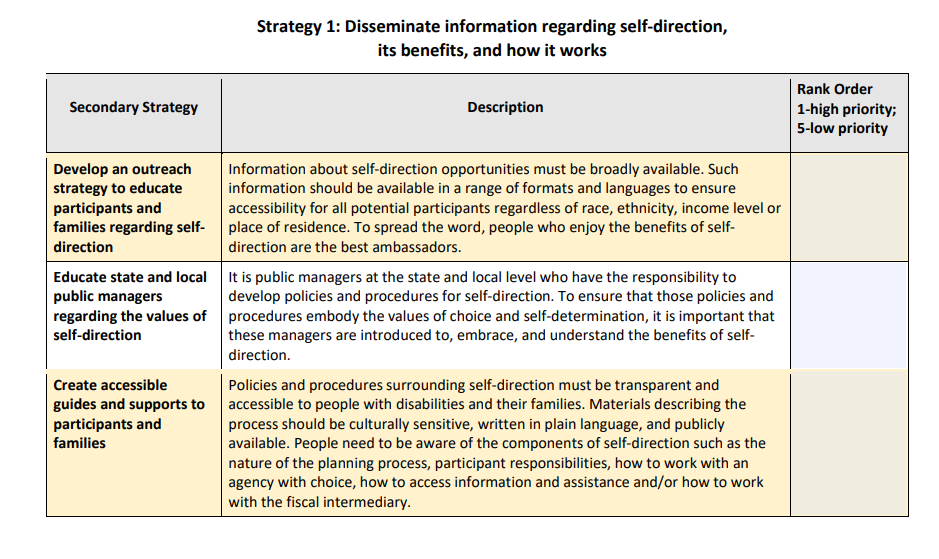 Strategy 1: Disseminate information regarding self-direction,
its benefits, and how it works
Secondary Strategy
Description
Rank Order
1-high priority;
5-low priority
Develop an outreach
strategy to educate
participants and
families regarding self-
direction
Information about self-direction opportunities must be broadly available. Such
information should be available in a range of formats and languages to ensure
accessibility for all potential participants regardless of race, ethnicity, income level or
place of residence. To spread the word, people who enjoy the benefits of self-
direction are the best ambassadors.
Educate state and local
public managers
regarding the values of
self-direction
It is public managers at the state and local level who have the responsibility to
develop policies and procedures for self-direction. To ensure that those policies and
procedures embody the values of choice and self-determination, it is important that
these managers are introduced to, embrace, and understand the benefits of self-
direction.
Create accessible
guides and supports to
participants and
families
Policies and procedures surrounding self-direction must be transparent and
accessible to people with disabilities and their families. Materials describing the
process should be culturally sensitive, written in plain language, and publicly
available. People need to be aware of the components of self-direction such as the
nature of the planning process, participant responsibilities, how to work with an
agency with choice, how to access information and assistance and/or how to work
with the fiscal intermediary.